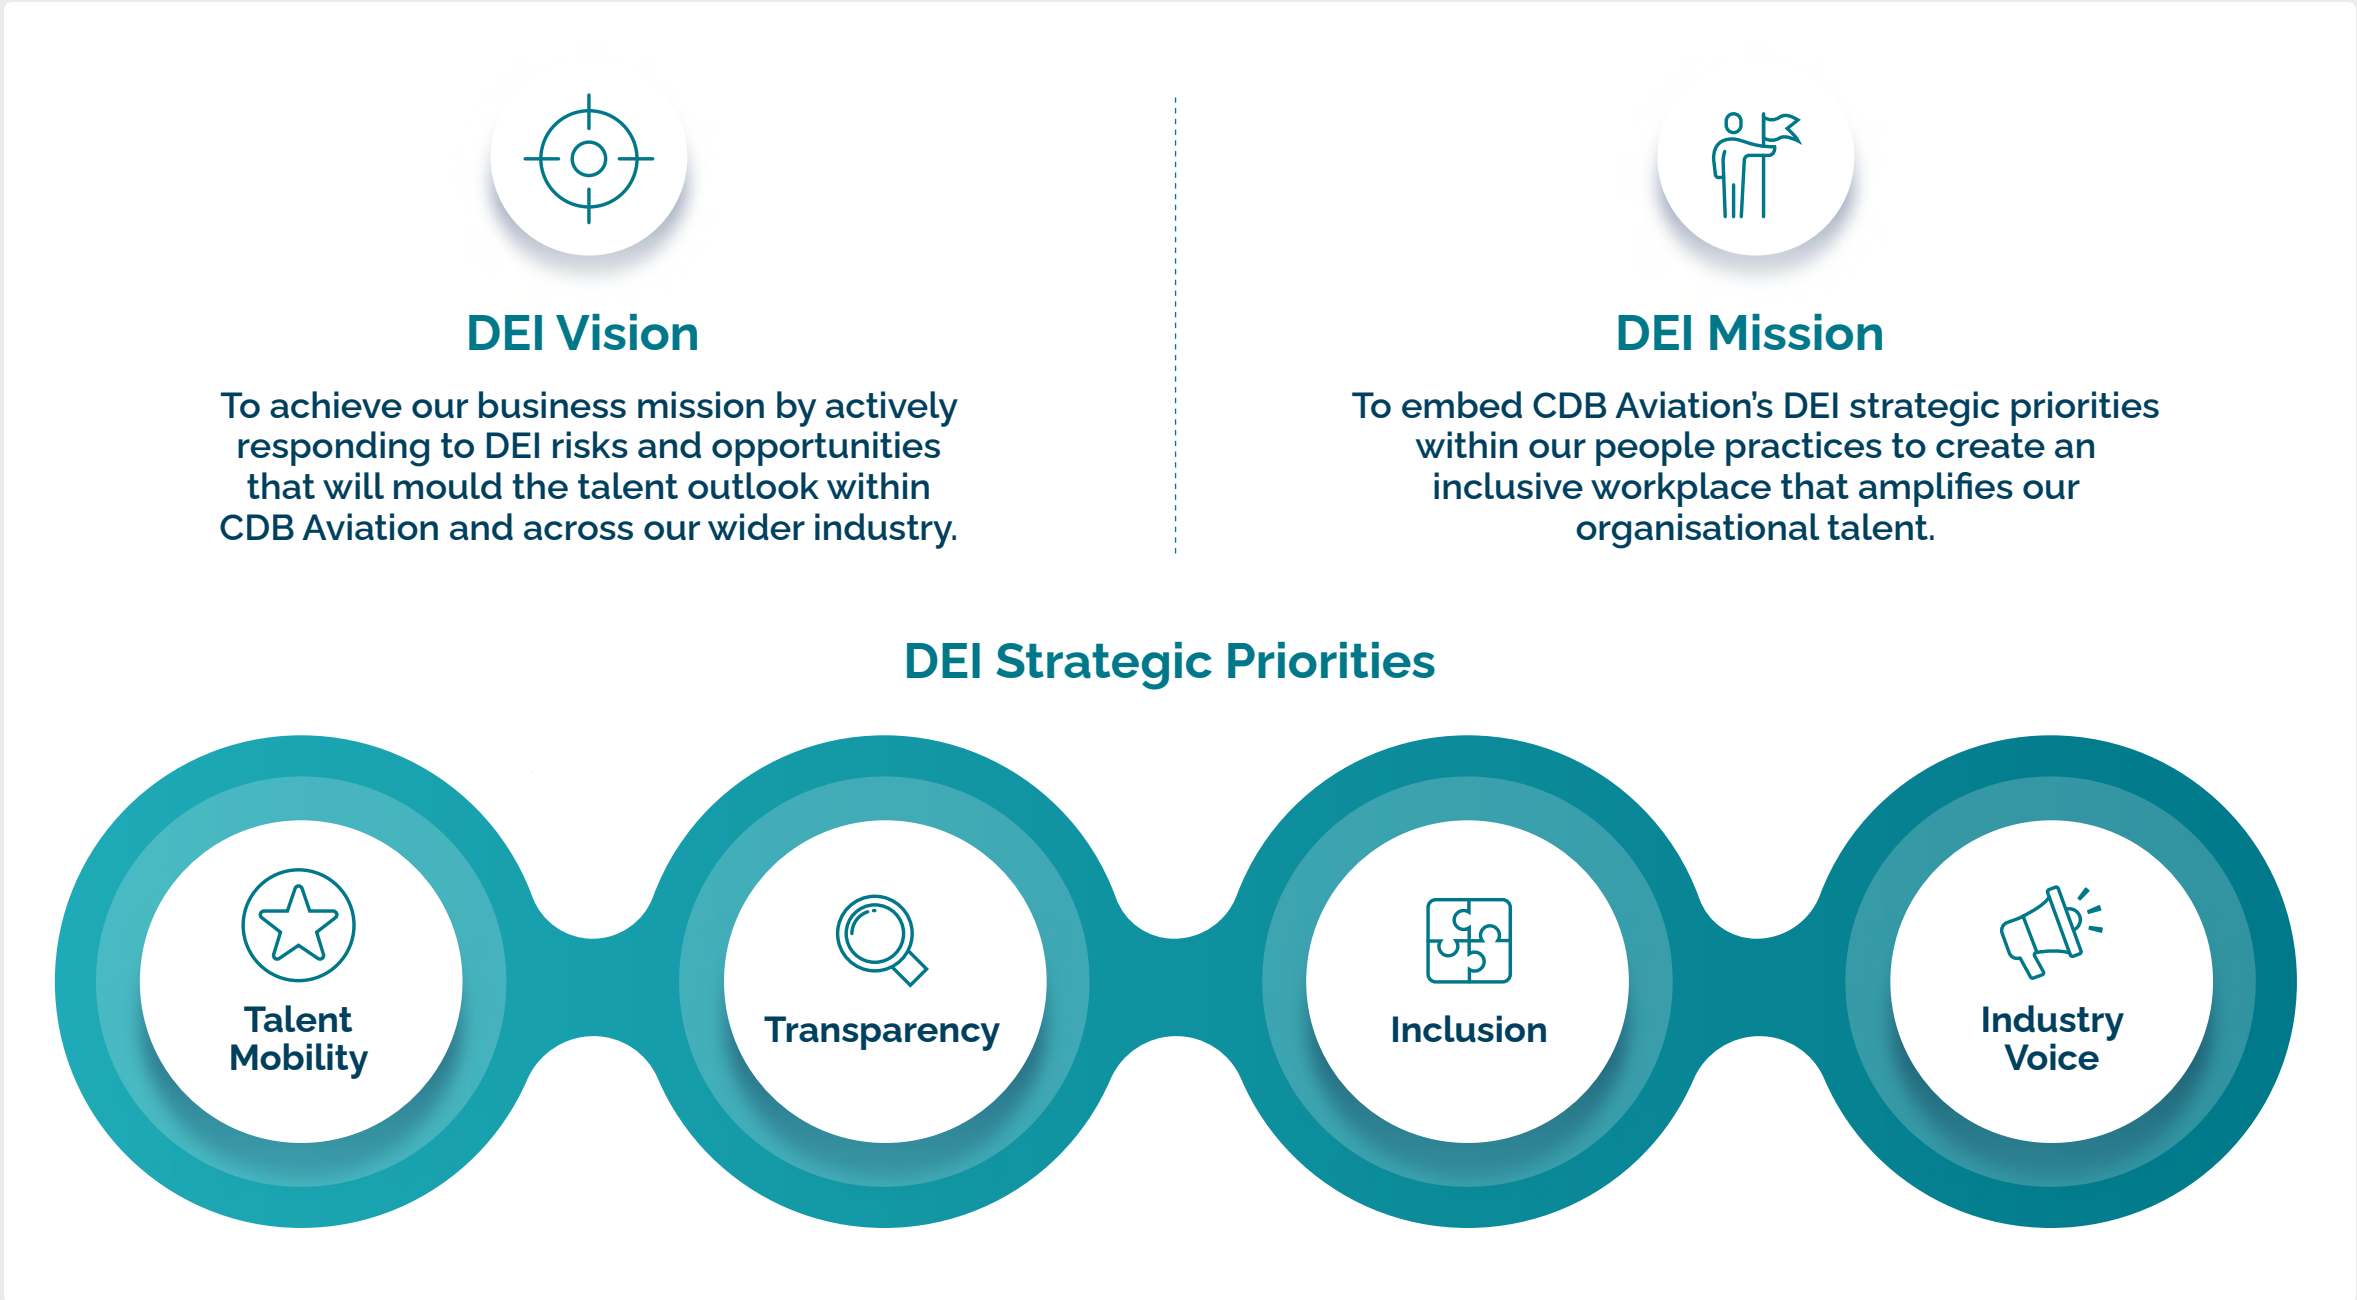 DEI Vision
To achieve our business mission by actively
responding to DEI risks and opportunities
that will mould the talent outlook within
CDB Aviation and across our wider industry.
DEI Mission
To embed CDB Aviation’s DEI strategic priorities
within our people practices to create an
inclusive workplace that amplifies our
organisational talent.
DEI Strategic Priorities
Talent
Mobility
Transparency
Inclusion
Industry
Voice